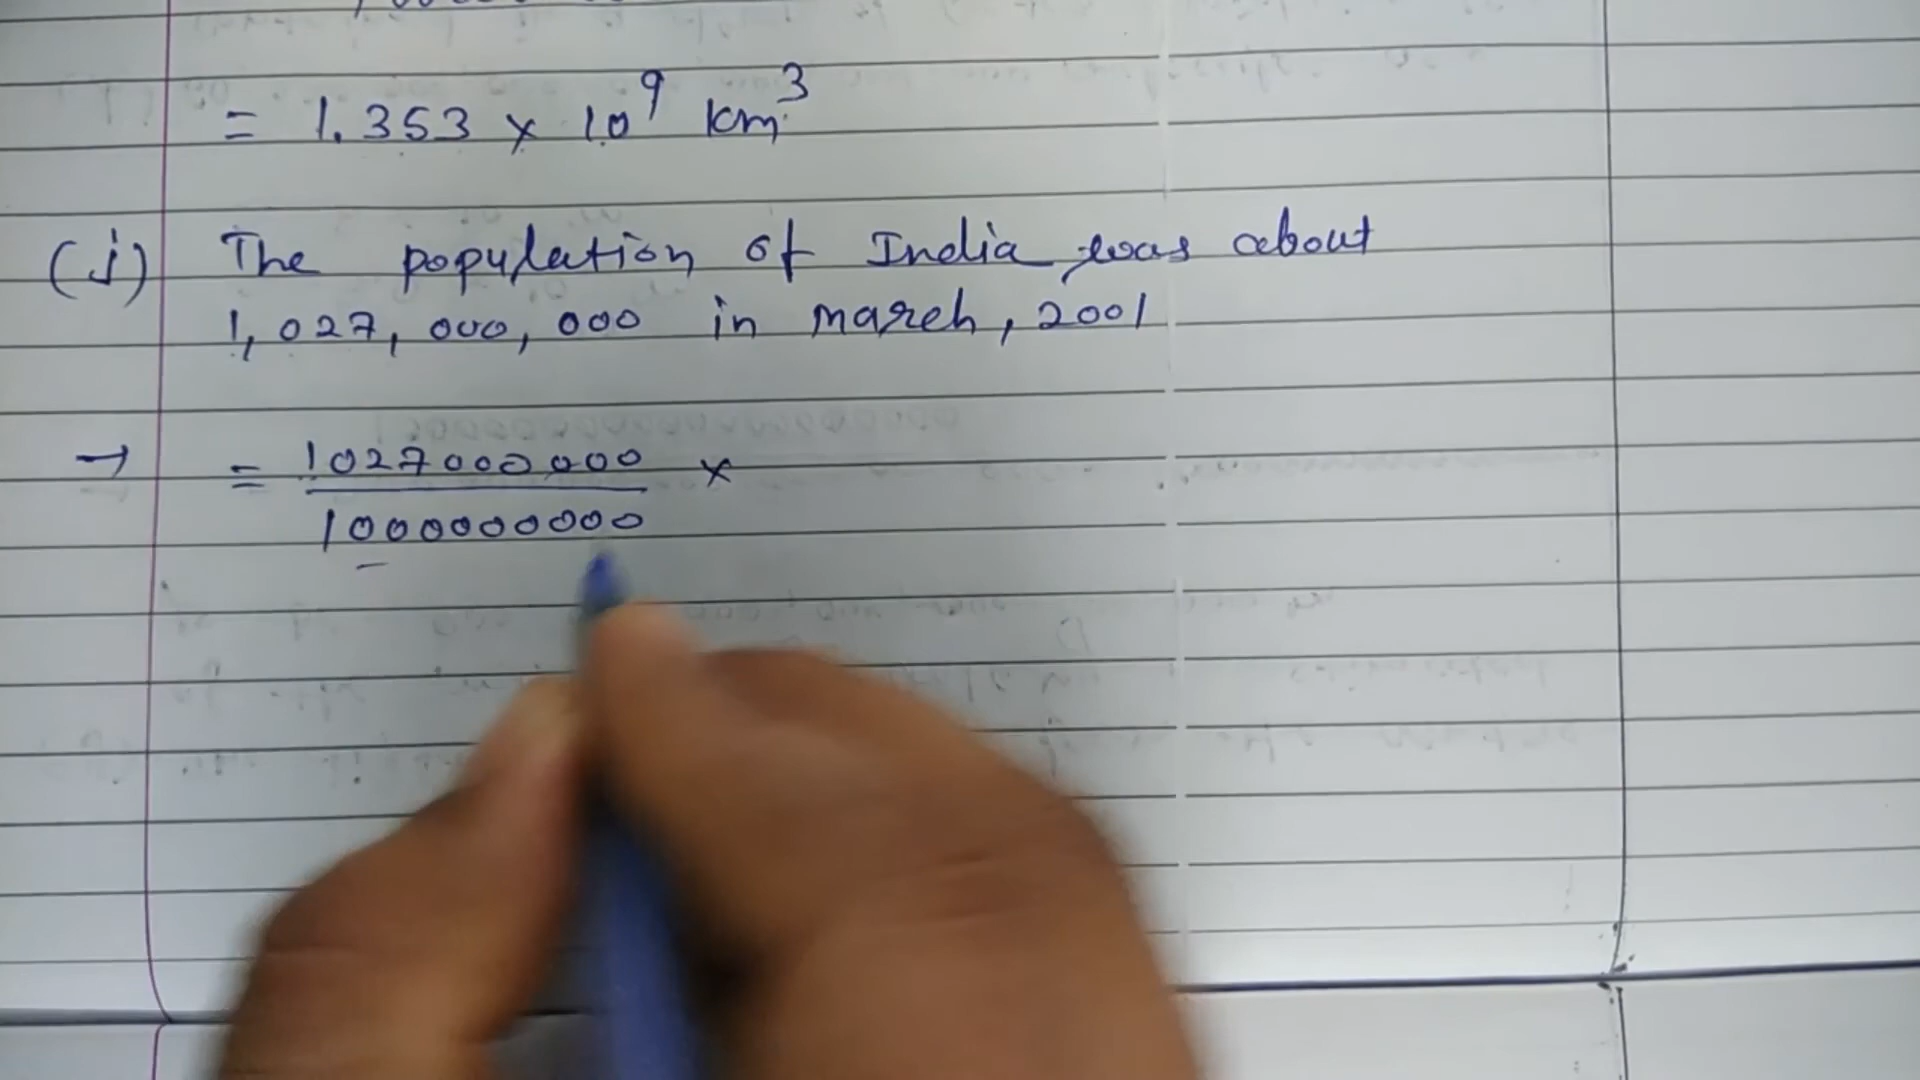 = 1.353 × 10⁹ km³
(j) The population of India was about
1,027,000,000 in march, 2001
→ = 1027000000 ×
1000000000